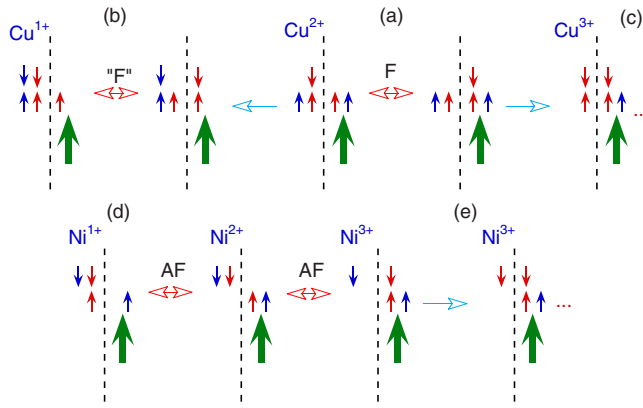 (b) (a) (c)
Cu1+ Cu2+ Cu3+
"F" F
...
(d) (e)
Ni1+ Ni2+ Ni3+ Ni3+
AF AF
...